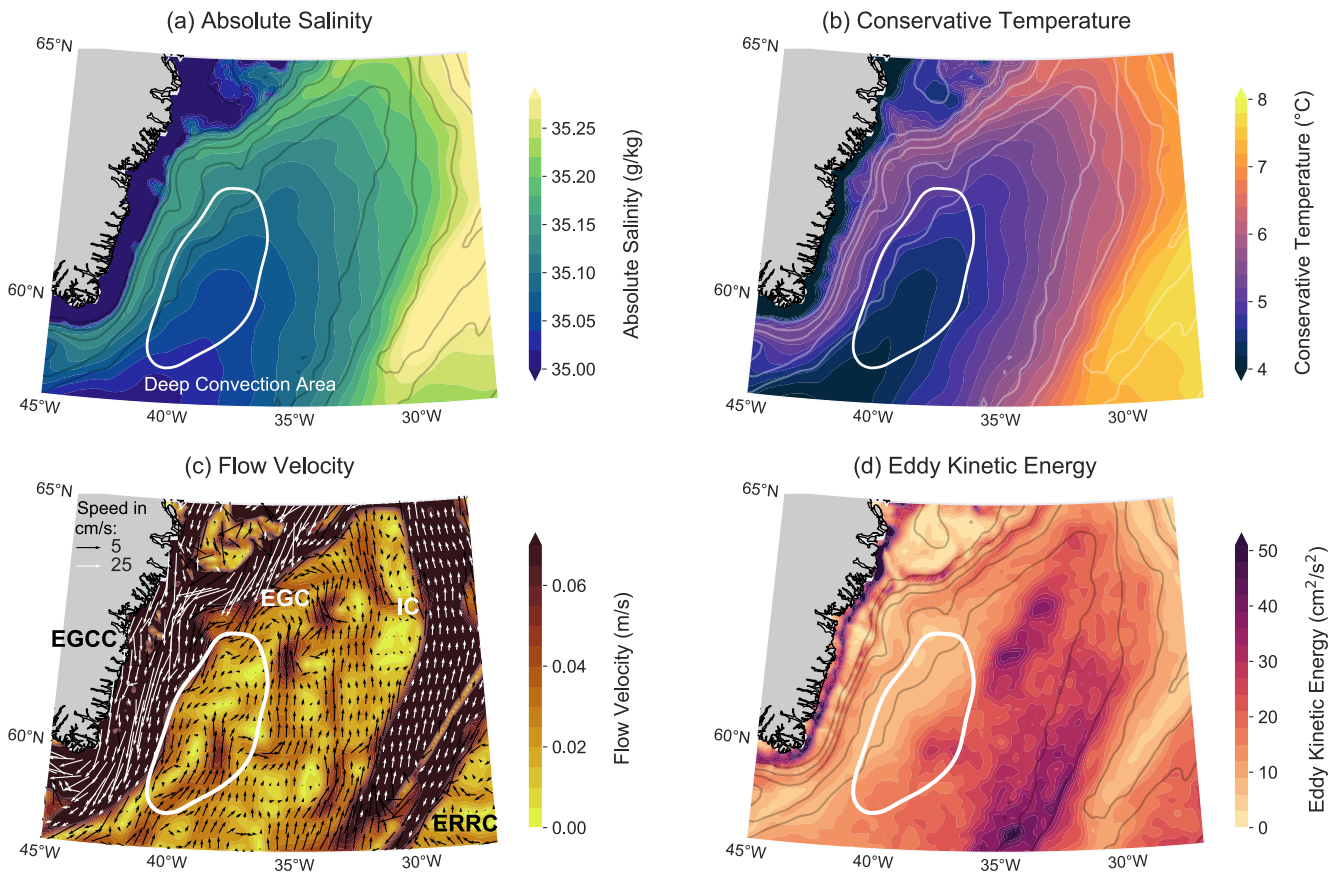 (a) Absolute Salinity
65°N
60°N
45°W
40°W
35°W
30°W
Deep Convection Area
35.25
35.20
35.15
35.10
35.05
35.00
Absolute Salinity (g/kg)
(b) Conservative Temperature
65°N
60°N
45°W
40°W
35°W
30°W
8
7
6
5
4
Conservative Temperature (°C)
(c) Flow Velocity
65°N
Speed in
cm/s:
5
25
EGC
IC
EGCC
60°N
ERRC
45°W
40°W
35°W
30°W
0.06
0.04
0.02
0.00
Flow Velocity (m/s)
(d) Eddy Kinetic Energy
65°N
60°N
45°W
40°W
35°W
30°W
50
40
30
20
10
0
Eddy Kinetic Energy (cm²/s²)